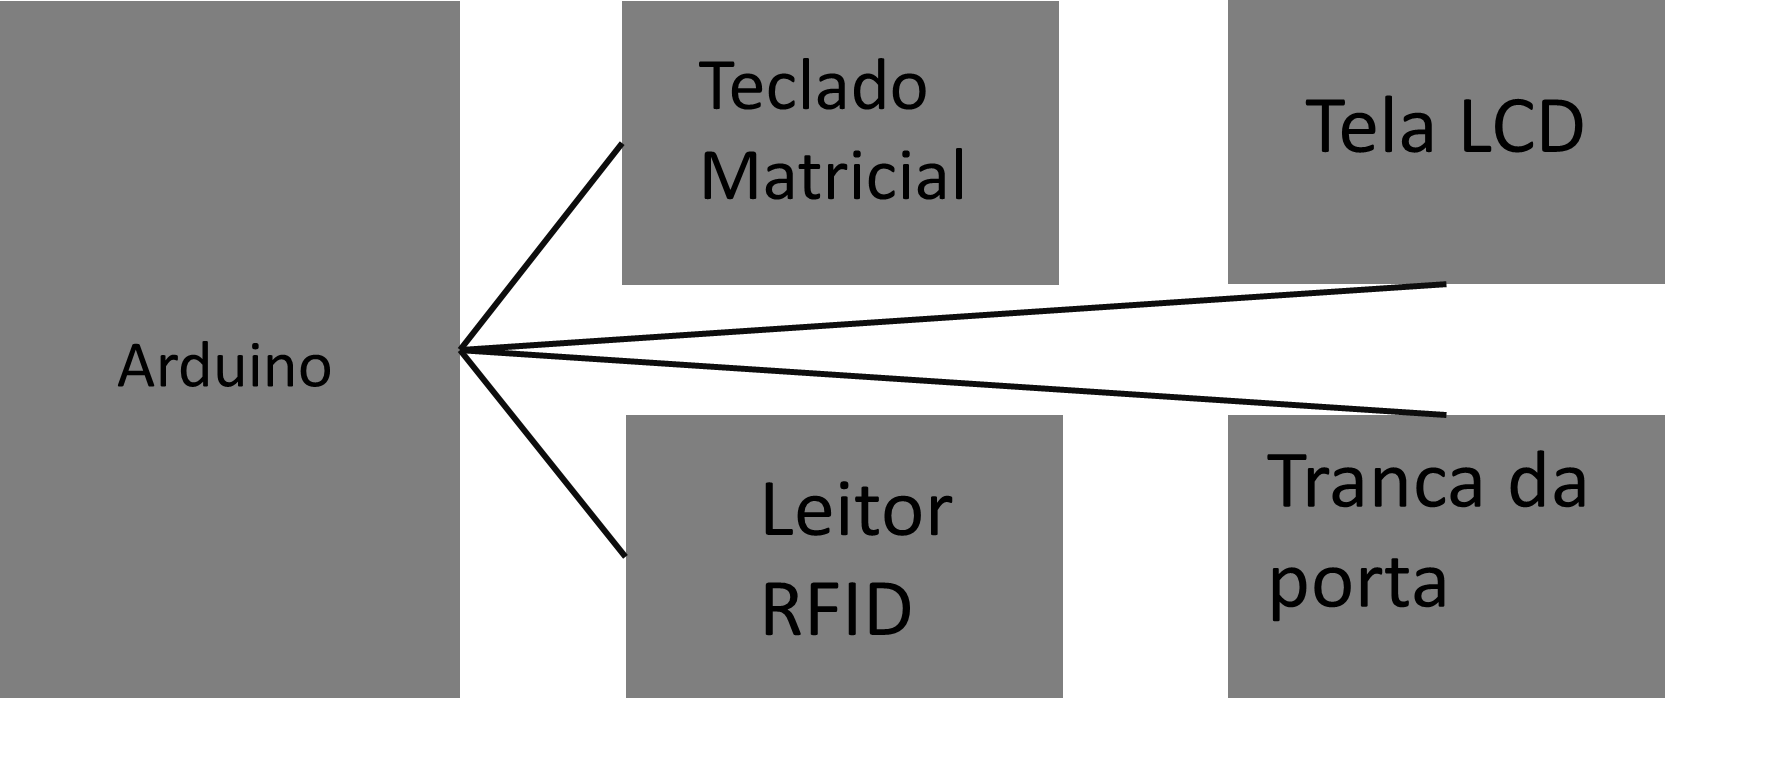 Arduino
Teclado
Matricial
Tela LCD
Leitor
RFID
Tranca da
porta